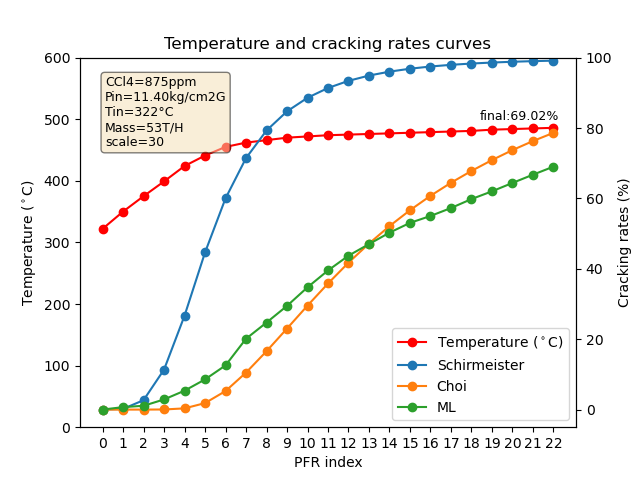 Temperature and cracking rates curves
600
500
400
300
200
100
0
Temperature (°C)
CCl4=875ppm
Pin=11.40kg/cm2G
Tin=322°C
Mass=53T/H
scale=30
final:69.02%
100
80
60
40
20
0
Cracking rates (%)
Temperature (°C)
Schirmeister
Choi
ML
0 1 2 3 4 5 6 7 8 9 10 11 12 13 14 15 16 17 18 19 20 21 22
PFR index